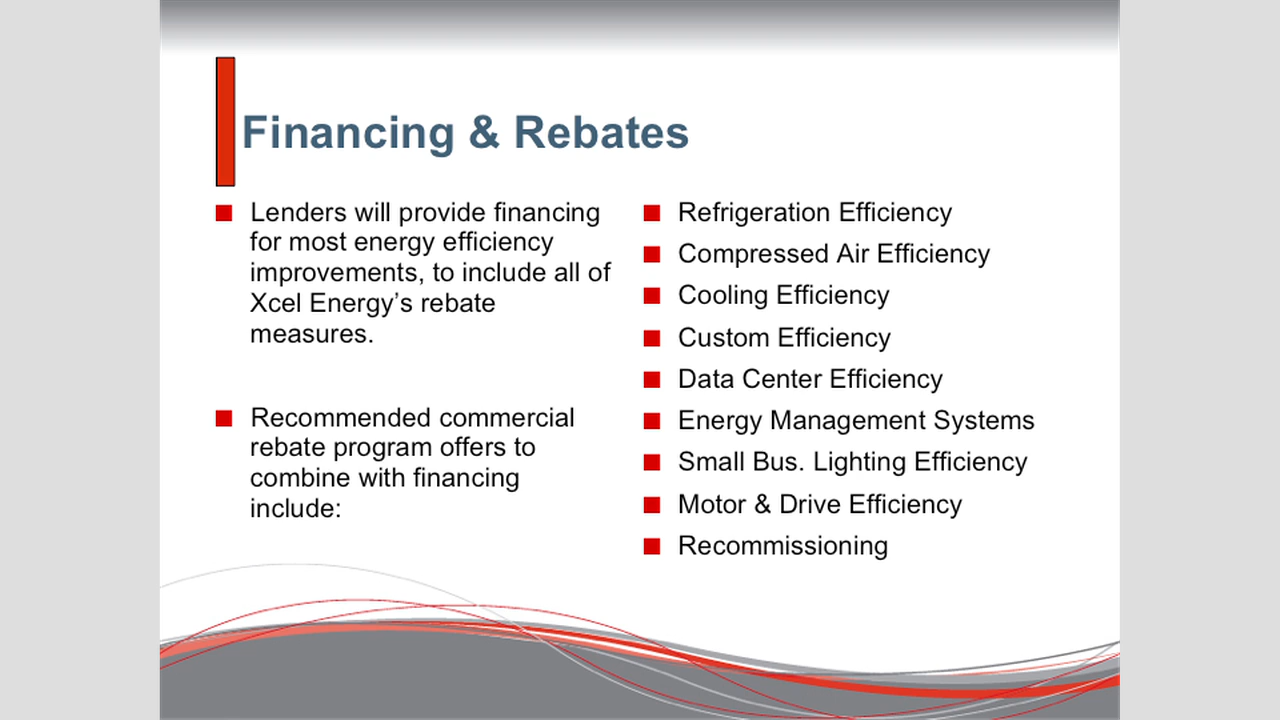 Financing & Rebates
Lenders will provide financing
for most energy efficiency
improvements, to include all of
Xcel Energy’s rebate
measures.
Recommended commercial
rebate program offers to
combine with financing
include:
Refrigeration Efficiency
Compressed Air Efficiency
Cooling Efficiency
Custom Efficiency
Data Center Efficiency
Energy Management Systems
Small Bus. Lighting Efficiency
Motor & Drive Efficiency
Recommissioning